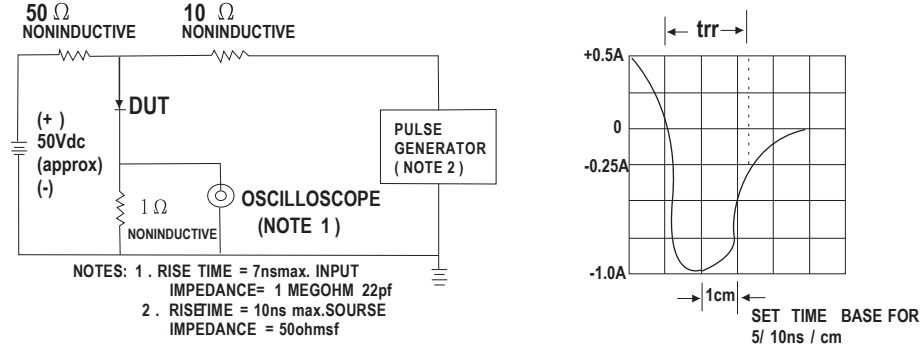 50 Ω
NONINDUCTIVE
10 Ω
NONINDUCTIVE
DUT
(+ )
50Vdc
(approx)
(-)
PULSE
GENERATOR
( NOTE 2 )
1 Ω
NONINDUCTIVE
OSCILLOSCOPE
(NOTE 1 )
NOTES: 1 . RISE TIME = 7nsmax. INPUT
IMPEDANCE= 1 MEGOHM 22pf
2 . RISETIME = 10ns max.SOURSE
IMPEDANCE = 50ohmsf
trr
+0.5A
0
-0.25A
-1.0A
1cm
SET TIME BASE FOR
5/ 10ns / cm